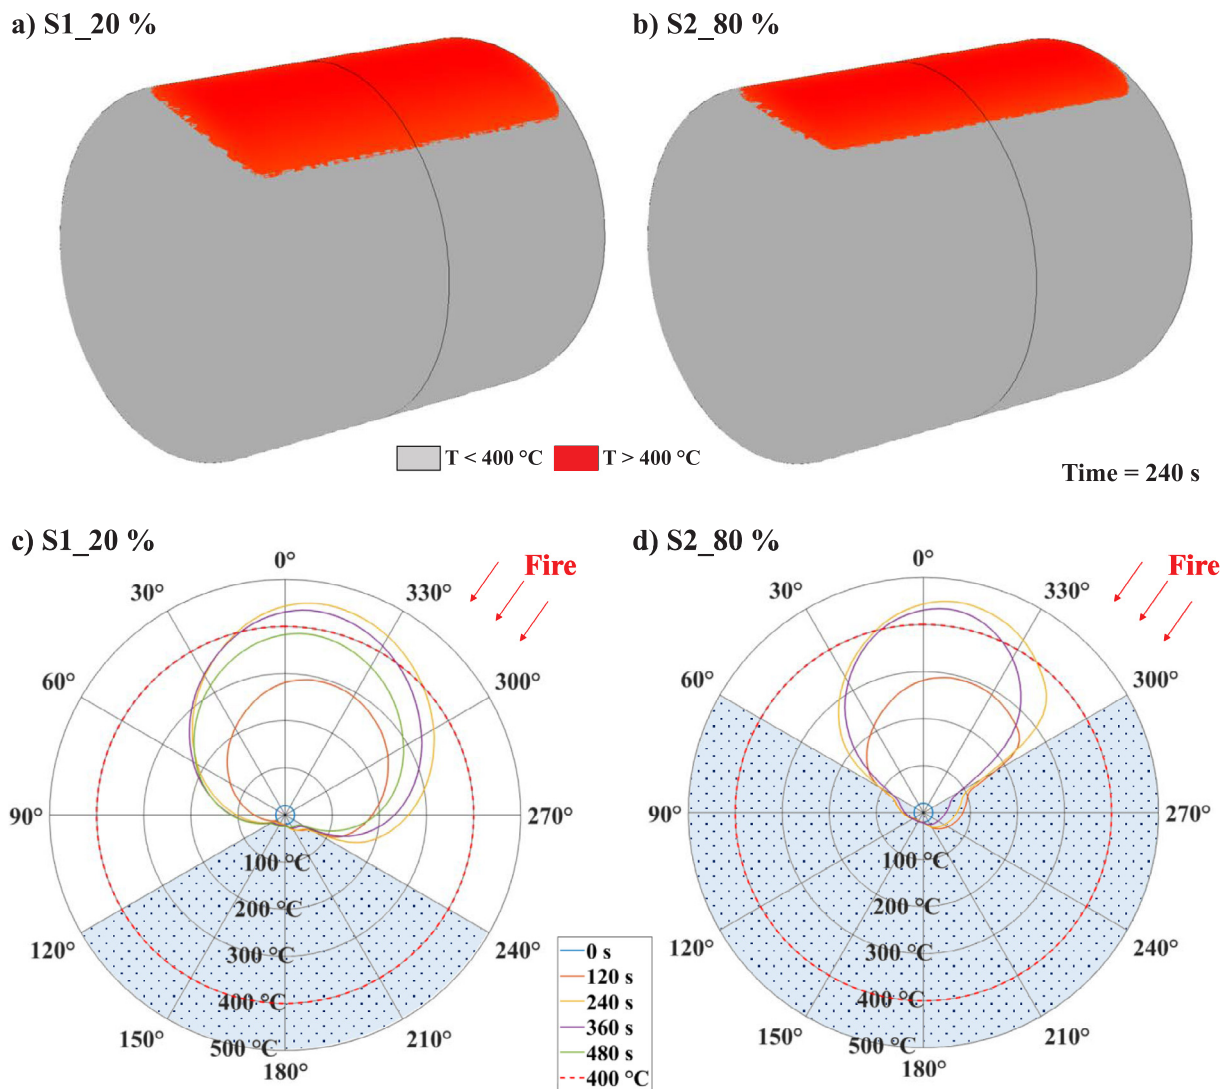 a) S1_20 %
b) S2_80 %
T < 400 °C
T > 400 °C
Time = 240 s
c) S1_20 %
Fire
0°
30°
330°
60°
300°
90°
270°
120°
240°
150°
210°
180°
100 °C
200 °C
300 °C
400 °C
500 °C
d) S2_80 %
Fire
0°
30°
330°
60°
300°
90°
270°
120°
240°
150°
210°
180°
100 °C
200 °C
300 °C
400 °C
500 °C
0 s
120 s
240 s
360 s
480 s
400 °C